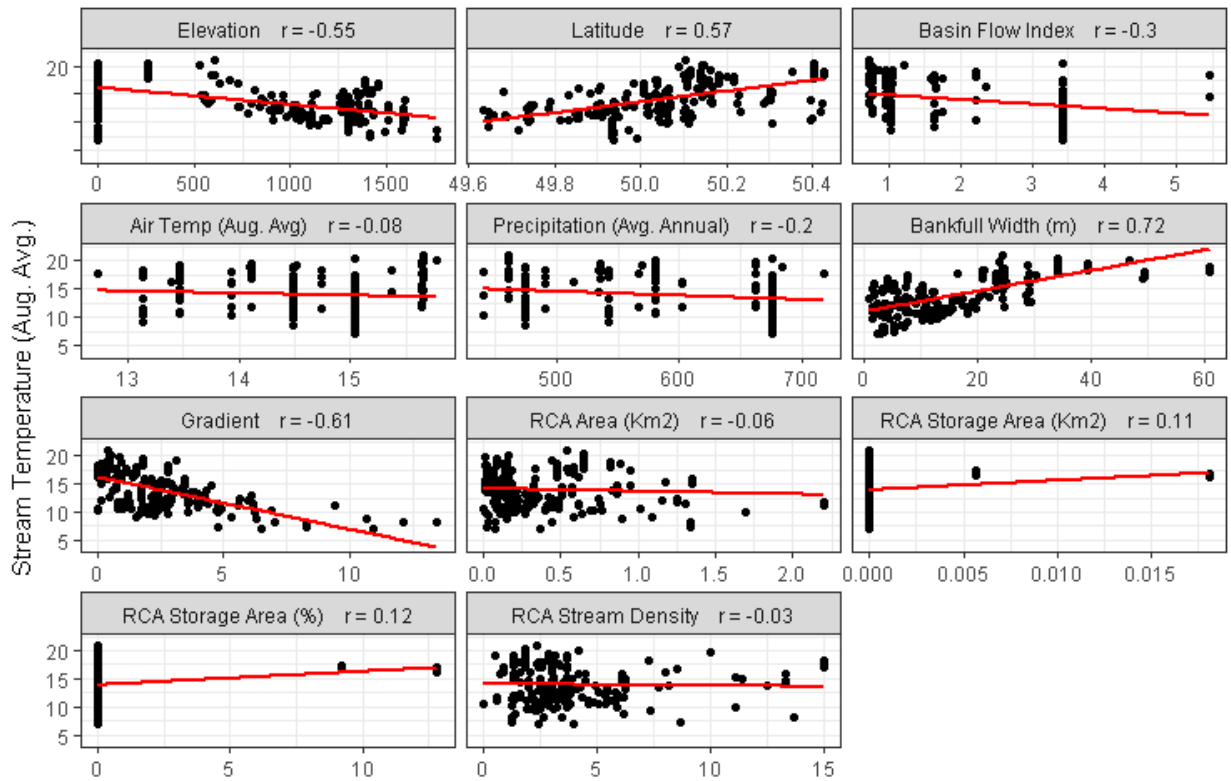 Elevation r = -0.55
Latitude r = 0.57
Basin Flow Index r = -0.3
20
0 500 1000 1500
49.6 49.8 50.0 50.2 50.4
1 2 3 4 5
Air Temp (Aug. Avg) r = -0.08
Precipitation (Avg. Annual) r = -0.2
Bankfull Width (m) r = 0.72
20
15
10
5
13 14 15
500 600 700
0 20 40 60
Stream Temperature (Aug. Avg.)
Gradient r = -0.61
RCA Area (Km2) r = -0.06
RCA Storage Area (Km2) r = 0.11
20
15
10
5
0 5 10
0.0 0.5 1.0 1.5 2.0
0.000 0.005 0.010 0.015
RCA Storage Area (%) r = 0.12
RCA Stream Density r = -0.03
20
15
10
5
0 5 10
0 5 10 15